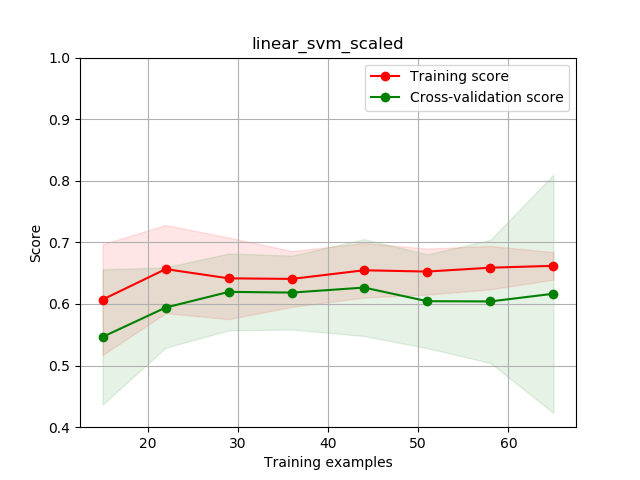 linear_svm_scaled
1.0
0.9
0.8
0.7
0.6
0.5
0.4
Score
Training score
Cross-validation score
20 30 40 50 60
Training examples